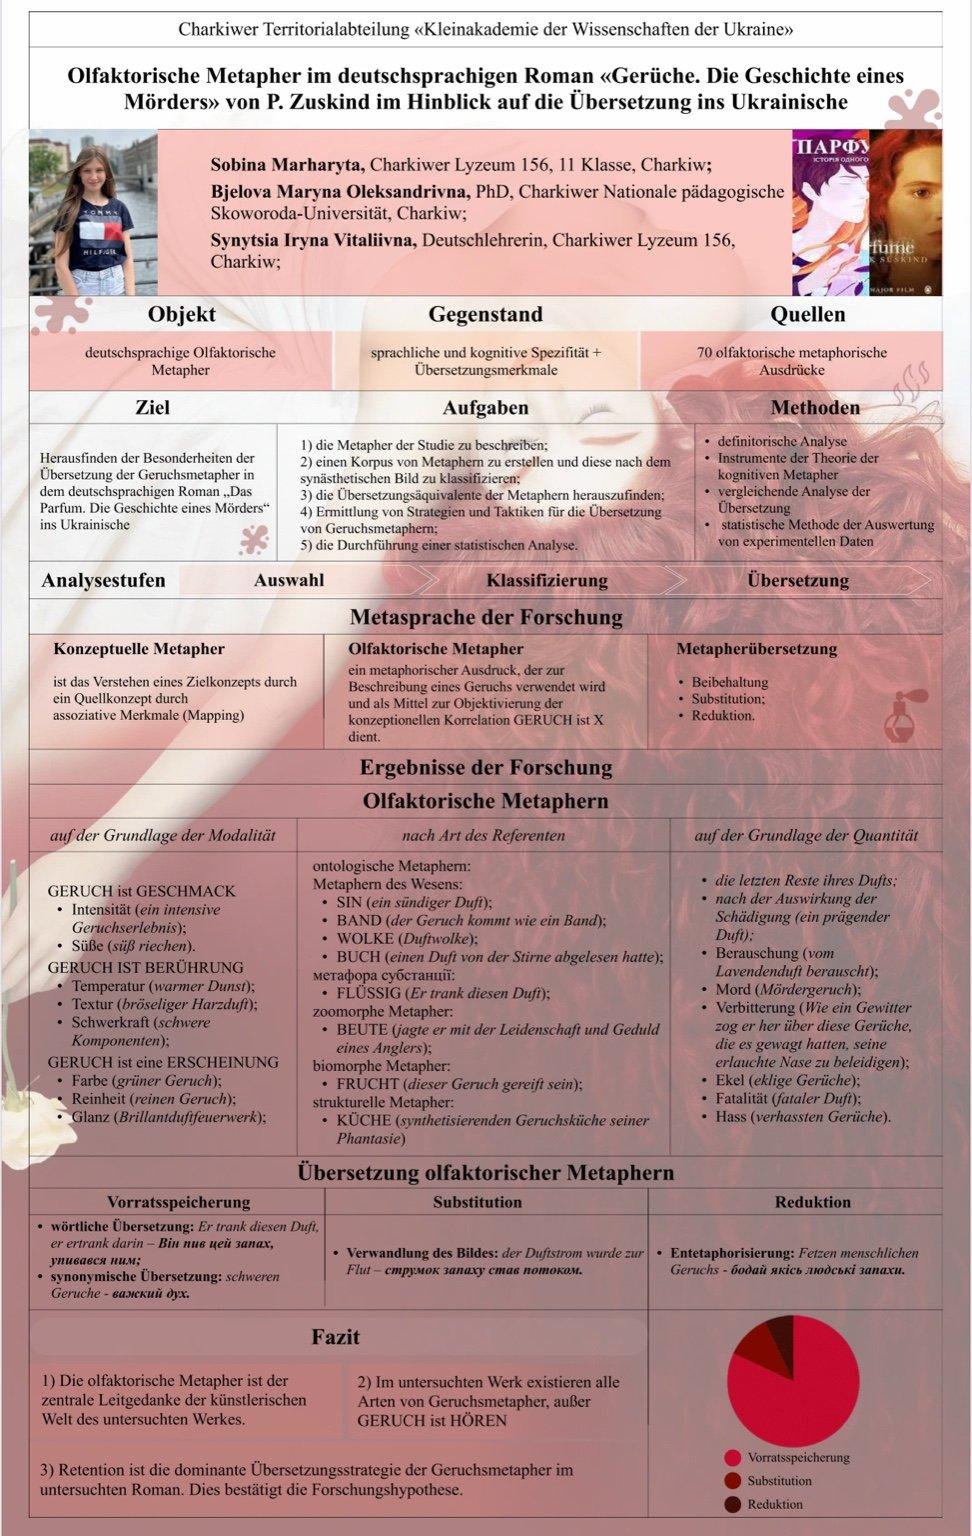 Charkiwer Territorialabteilung «Kleinakademie der Wissenschaften der Ukraine»
Olfaktorische Metapher im deutschsprachigen Roman «Gerüche. Die Geschichte eines
Mörders» von P. Zuskind im Hinblick auf die Übersetzung ins Ukrainische
Sobina Marharyta, Charkiwer Lyzeum 156, 11 Klasse, Charkiw;
Bjelova Maryna Oleksandrivna, PhD, Charkiwer Nationale pädagogische
Skoworoda-Universität, Charkiw;
Synytsia Iryna Vitaliivna, Deutschlehrerin, Charkiwer Lyzeum 156,
Charkiw;
TOMMY
HILFIGER
ПАРФУ
ІСТОРІЯ ОДНОГО
fume
K SUSKIND
MAJOR FILM
Objekt
deutschsprachige Olfaktorische
Metapher
Gegenstand
sprachliche und kognitive Spezifität +
Übersetzungsmerkmale
Quellen
70 olfaktorische metaphorische
Ausdrücke
Ziel
Herausfinden der Besonderheiten der
Übersetzung der Geruchsmetapher in
dem deutschsprachigen Roman „Das
Parfum. Die Geschichte eines Mörders“
ins Ukrainische
Aufgaben
1) die Metapher der Studie zu beschreiben;
2) einen Korpus von Metaphern zu erstellen und diese nach dem
synästhetischen Bild zu klassifizieren;
3) die Übersetzungsäquivalente der Metaphern herauszufinden;
4) Ermittlung von Strategien und Taktiken für die Übersetzung
von Geruchsmetaphern;
5) die Durchführung einer statistischen Analyse.
Methoden
• definitorische Analyse
• Instrumente der Theorie der
kognitiven Metapher
• vergleichende Analyse der
Übersetzung
• statistische Methode der Auswertung
von experimentellen Daten
Analysestufen
Auswahl
Klassifizierung
Übersetzung
Metasprache der Forschung
Konzeptuelle Metapher
ist das Verstehen eines Zielkonzepts durch
ein Quellkonzept durch
assoziative Merkmale (Mapping)
Olfaktorische Metapher
ein metaphorischer Ausdruck, der zur
Beschreibung eines Geruchs verwendet wird
und als Mittel zur Objektivierung der
konzeptionellen Korrelation GERUCH ist X
dient.
Metapherübersetzung
• Beibehaltung
• Substitution;
• Reduktion.
Ergebnisse der Forschung
Olfaktorische Metaphern
auf der Grundlage der Modalität
GERUCH ist GESCHMACK
• Intensität (ein intensive
Geruchserlebnis);
• Süße (süß riechen).
GERUCH IST BERÜHRUNG
• Temperatur (warmer Dunst);
• Textur (bröseliger Harzduft);
• Schwerkraft (schwere
Komponenten);
GERUCH ist eine ERSCHEINUNG
• Farbe (grüner Geruch);
• Reinheit (reinen Geruch);
• Glanz (Brillantduftfeuerwerk);
nach Art des Referenten
ontologische Metaphern:
Metaphern des Wesens:
• SIN (ein sündiger Duft);
• BAND (der Geruch kommt wie ein Band);
• WOLKE (Duftwolke);
• BUCH (einen Duft von der Stirne abgelesen hatte);
метафора субстанції:
• FLÜSSIG (Er trank diesen Duft);
zoomorphe Metapher:
• BEUTE (jagte er mit der Leidenschaft und Geduld
eines Anglers);
biomorphe Metapher:
• FRUCHT (dieser Geruch gereift sein);
strukturelle Metapher:
• KÜCHE (synthetisierenden Geruchsküche seiner
Phantasie)
auf der Grundlage der Quantität
• die letzten Reste ihres Dufts;
• nach der Auswirkung der
Schädigung (ein prägender
Duft);
• Berauschung (vom
Lavendenduft berauscht);
• Mord (Mördergeruch);
• Verbitterung (Wie ein Gewitter
zog er her über diese Gerüche,
die es gewagt hatten, seine
erlauchte Nase zu beleidigen);
• Ekel (eklige Gerüche);
• Fatalität (fataler Duft);
• Hass (verhassten Gerüche).
Übersetzung olfaktorischer Metaphern
Vorratsspeicherung
• wörtliche Übersetzung: Er trank diesen Duft,
er ertrank darin – Він пив цей запах,
упивався ним;
• synonymische Übersetzung: schweren
Geruche - важкий дух.
Substitution
• Verwandlung des Bildes: der Duftstrom wurde zur
Flut – струмок запаху став потоком.
Reduktion
• Entetaphorisierung: Fetzen menschlichen
Geruchs - бодай якісь людські запахи.
Fazit
1) Die olfaktorische Metapher ist der
zentrale Leitgedanke der künstlerischen
Welt des untersuchten Werkes.
2) Im untersuchten Werk existieren alle
Arten von Geruchsmetapher, außer
GERUCH ist HÖREN
3) Retention ist die dominante Übersetzungsstrategie der Geruchsmetapher im
untersuchten Roman. Dies bestätigt die Forschungshypothese.
Vorratsspeicherung
Substitution
Reduktion